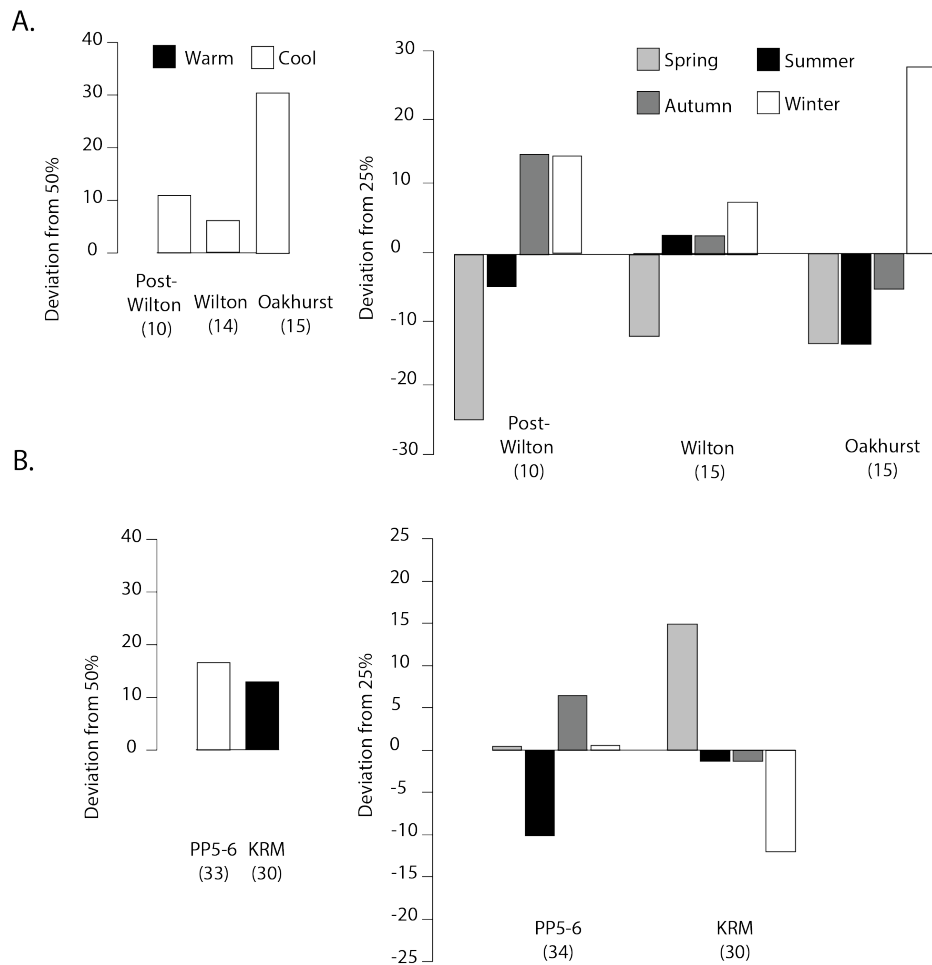 A.
40
30
20
10
0
Deviation from 50%
Warm
Cool
Post-
Wilton
(10)
Wilton
(14)
Oakhurst
(15)
30
20
10
0
-10
-20
-30
Deviation from 25%
Spring
Summer
Autumn
Winter
Post-
Wilton
(10)
Wilton
(15)
Oakhurst
(15)
B.
40
30
20
10
0
Deviation from 50%
PP5-6
(33)
KRM
(30)
25
20
15
10
5
0
-5
-10
-15
-20
-25
Deviation from 25%
PP5-6
(34)
KRM
(30)